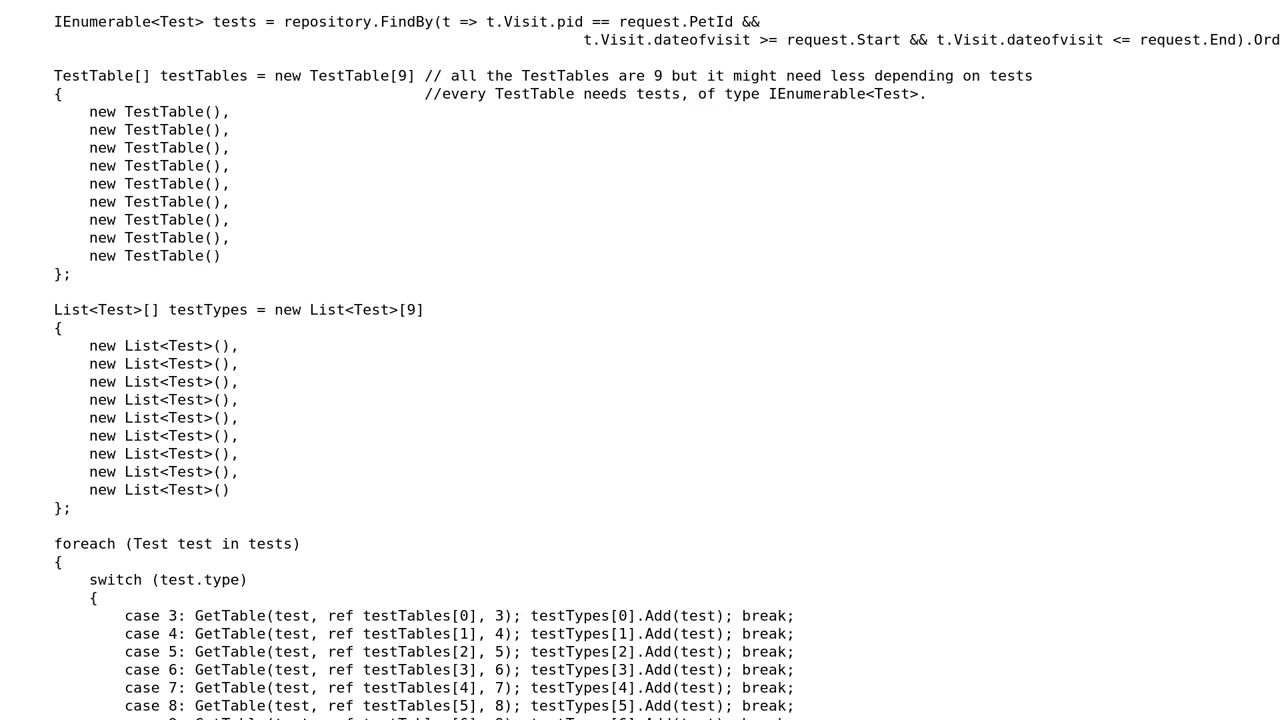 IEnumerable<Test> tests = repository.FindBy(t => t.Visit.pid == request.PetId &&
t.Visit.dateofvisit >= request.Start && t.Visit.dateofvisit <= request.End).Ord
TestTable[] testTables = new TestTable[9] // all the TestTables are 9 but it might need less depending on tests
{ //every TestTable needs tests, of type IEnumerable<Test>.
new TestTable(),
new TestTable(),
new TestTable(),
new TestTable(),
new TestTable(),
new TestTable(),
new TestTable(),
new TestTable(),
new TestTable()
};
List<Test>[] testTypes = new List<Test>[9]
{
new List<Test>(),
new List<Test>(),
new List<Test>(),
new List<Test>(),
new List<Test>(),
new List<Test>(),
new List<Test>(),
new List<Test>(),
new List<Test>()
};
foreach (Test test in tests)
{
switch (test.type)
{
case 3: GetTable(test, ref testTables[0], 3); testTypes[0].Add(test); break;
case 4: GetTable(test, ref testTables[1], 4); testTypes[1].Add(test); break;
case 5: GetTable(test, ref testTables[2], 5); testTypes[2].Add(test); break;
case 6: GetTable(test, ref testTables[3], 6); testTypes[3].Add(test); break;
case 7: GetTable(test, ref testTables[4], 7); testTypes[4].Add(test); break;
case 8: GetTable(test, ref testTables[5], 8); testTypes[5].Add(test); break;